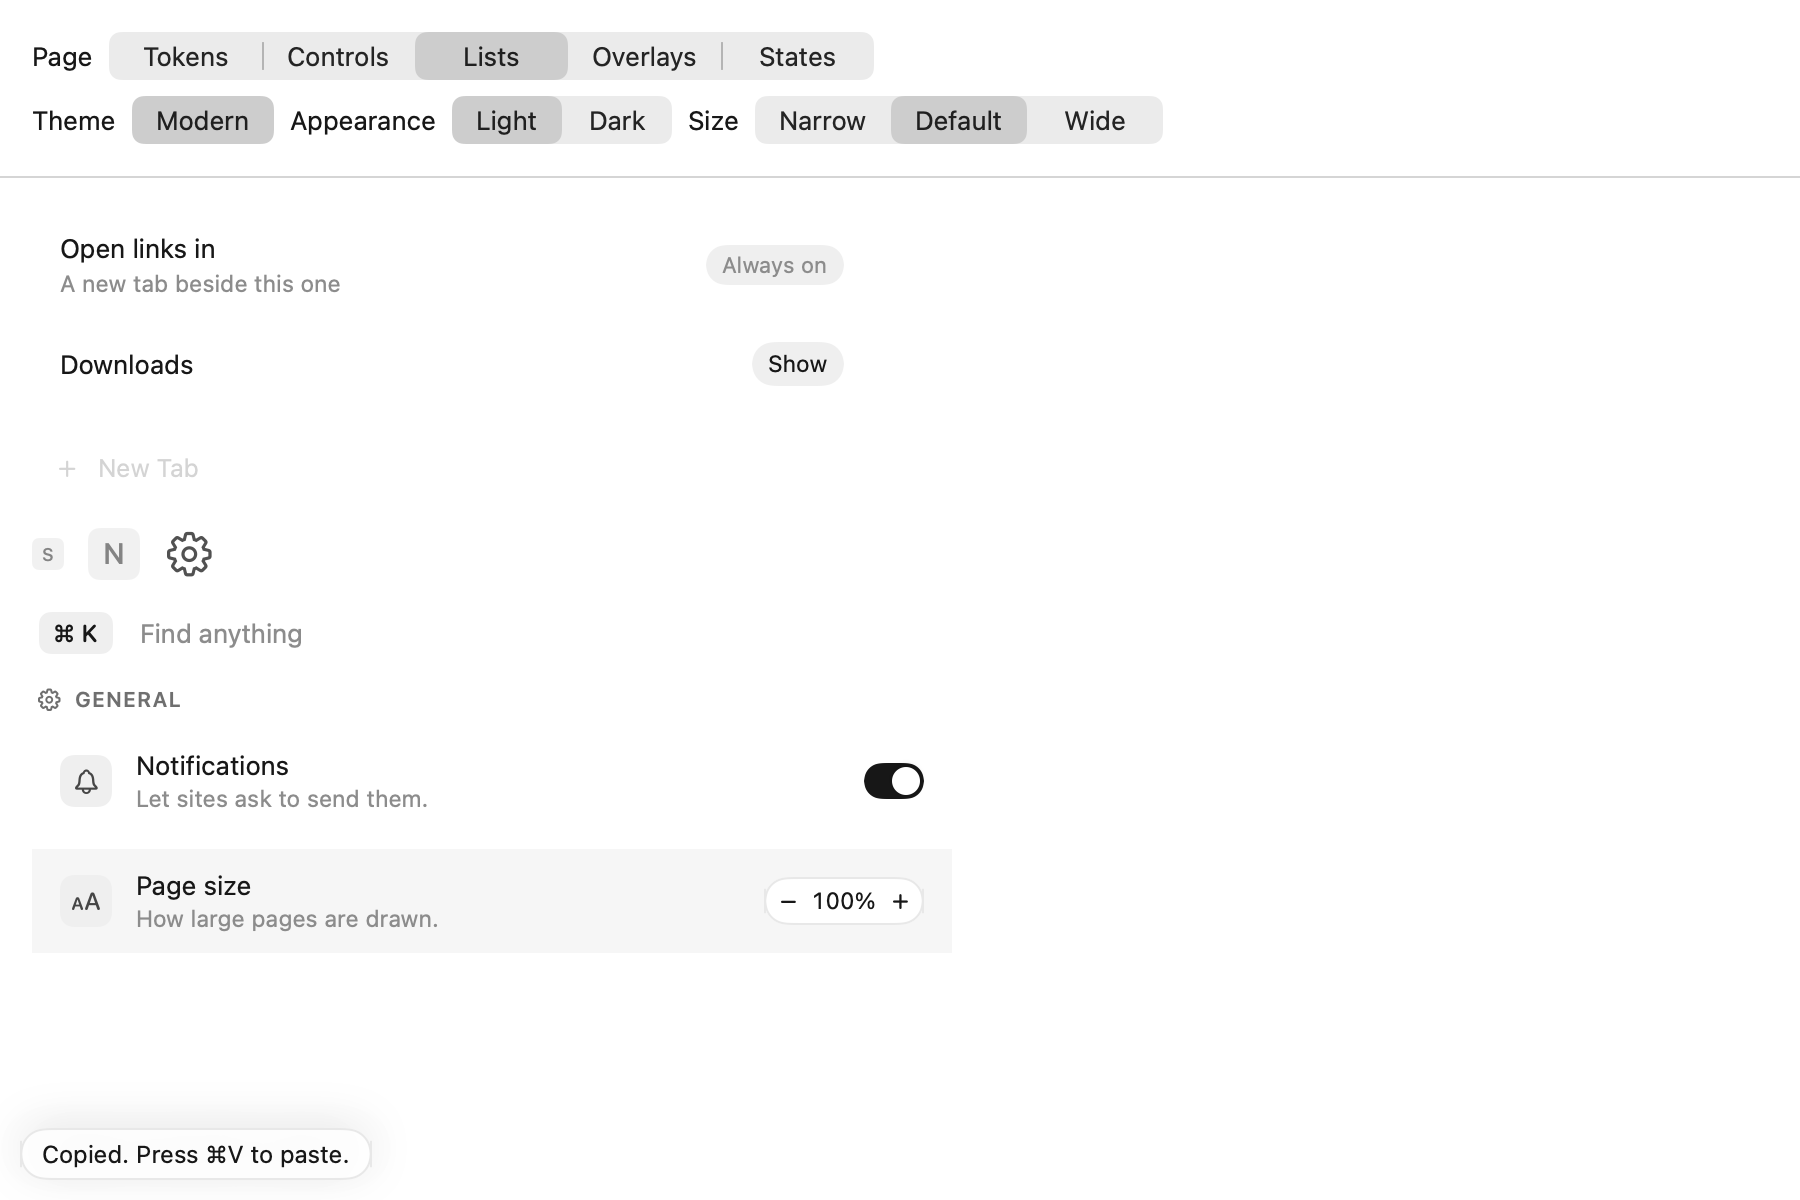 Page Tokens Controls Lists Overlays States
Theme Modern Appearance Light Dark Size Narrow Default Wide
Open links in
A new tab beside this one
Always on
Downloads Show
+ New Tab
S N
⌘ K Find anything
GENERAL
Notifications
Let sites ask to send them.
AA Page size
How large pages are drawn.
− 100% +
Copied. Press ⌘V to paste.